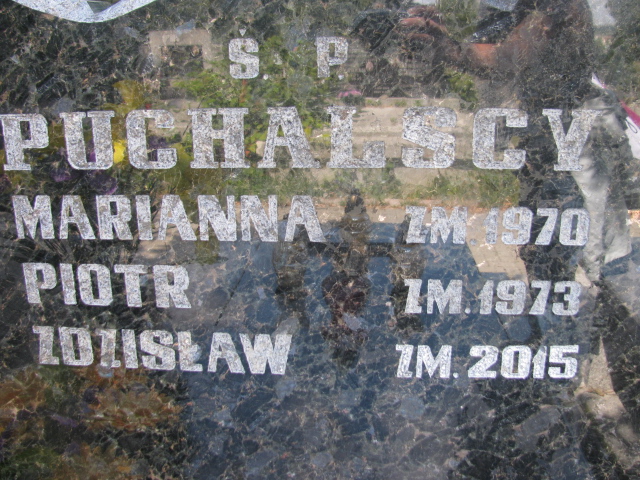 Ś. P.
PUCHALSCY
MARIANNA ZM 1970
PIOTR ZM. 1973
ZDZISŁAW ZM. 2015